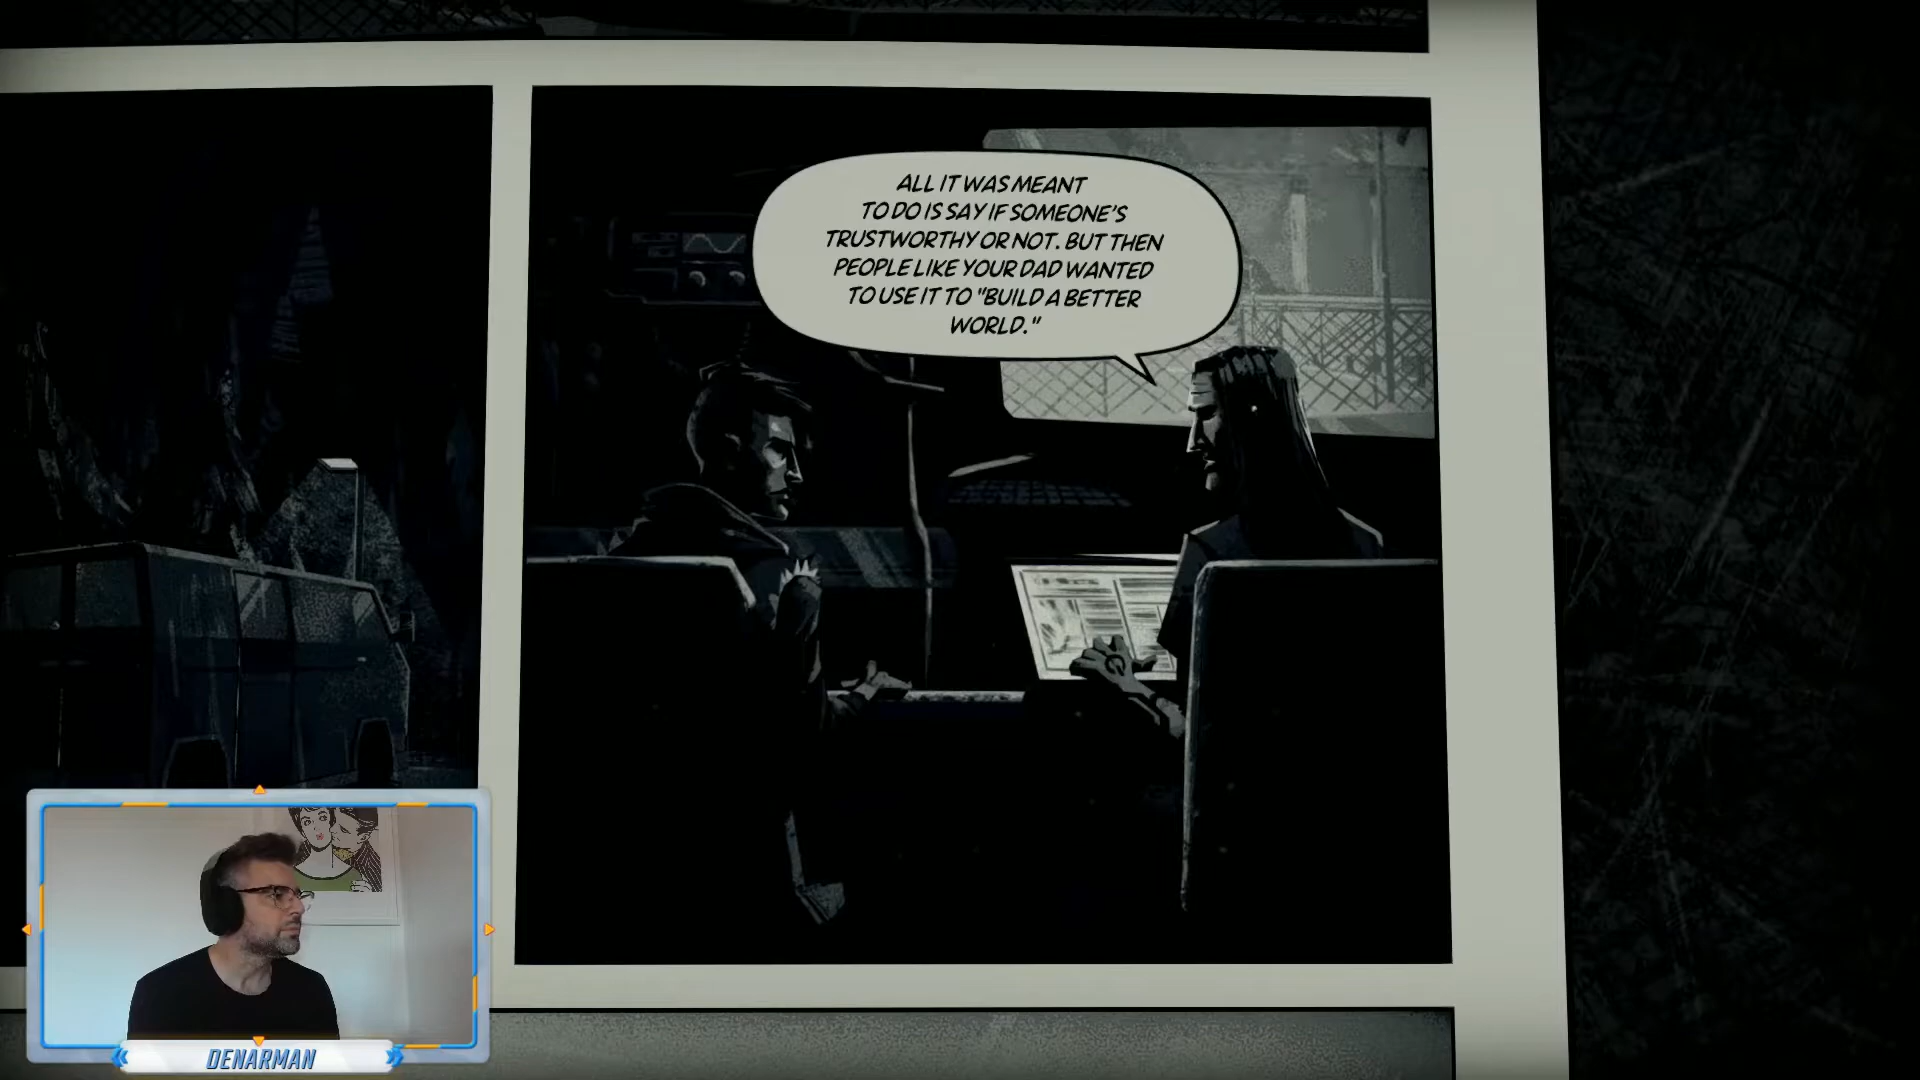 ALL IT WAS MEANT
TO DO IS SAY IF SOMEONE'S
TRUSTWORTHY OR NOT. BUT THEN
PEOPLE LIKE YOUR DAD WANTED
TO USE IT TO "BUILD A BETTER
WORLD."
DENARMAN